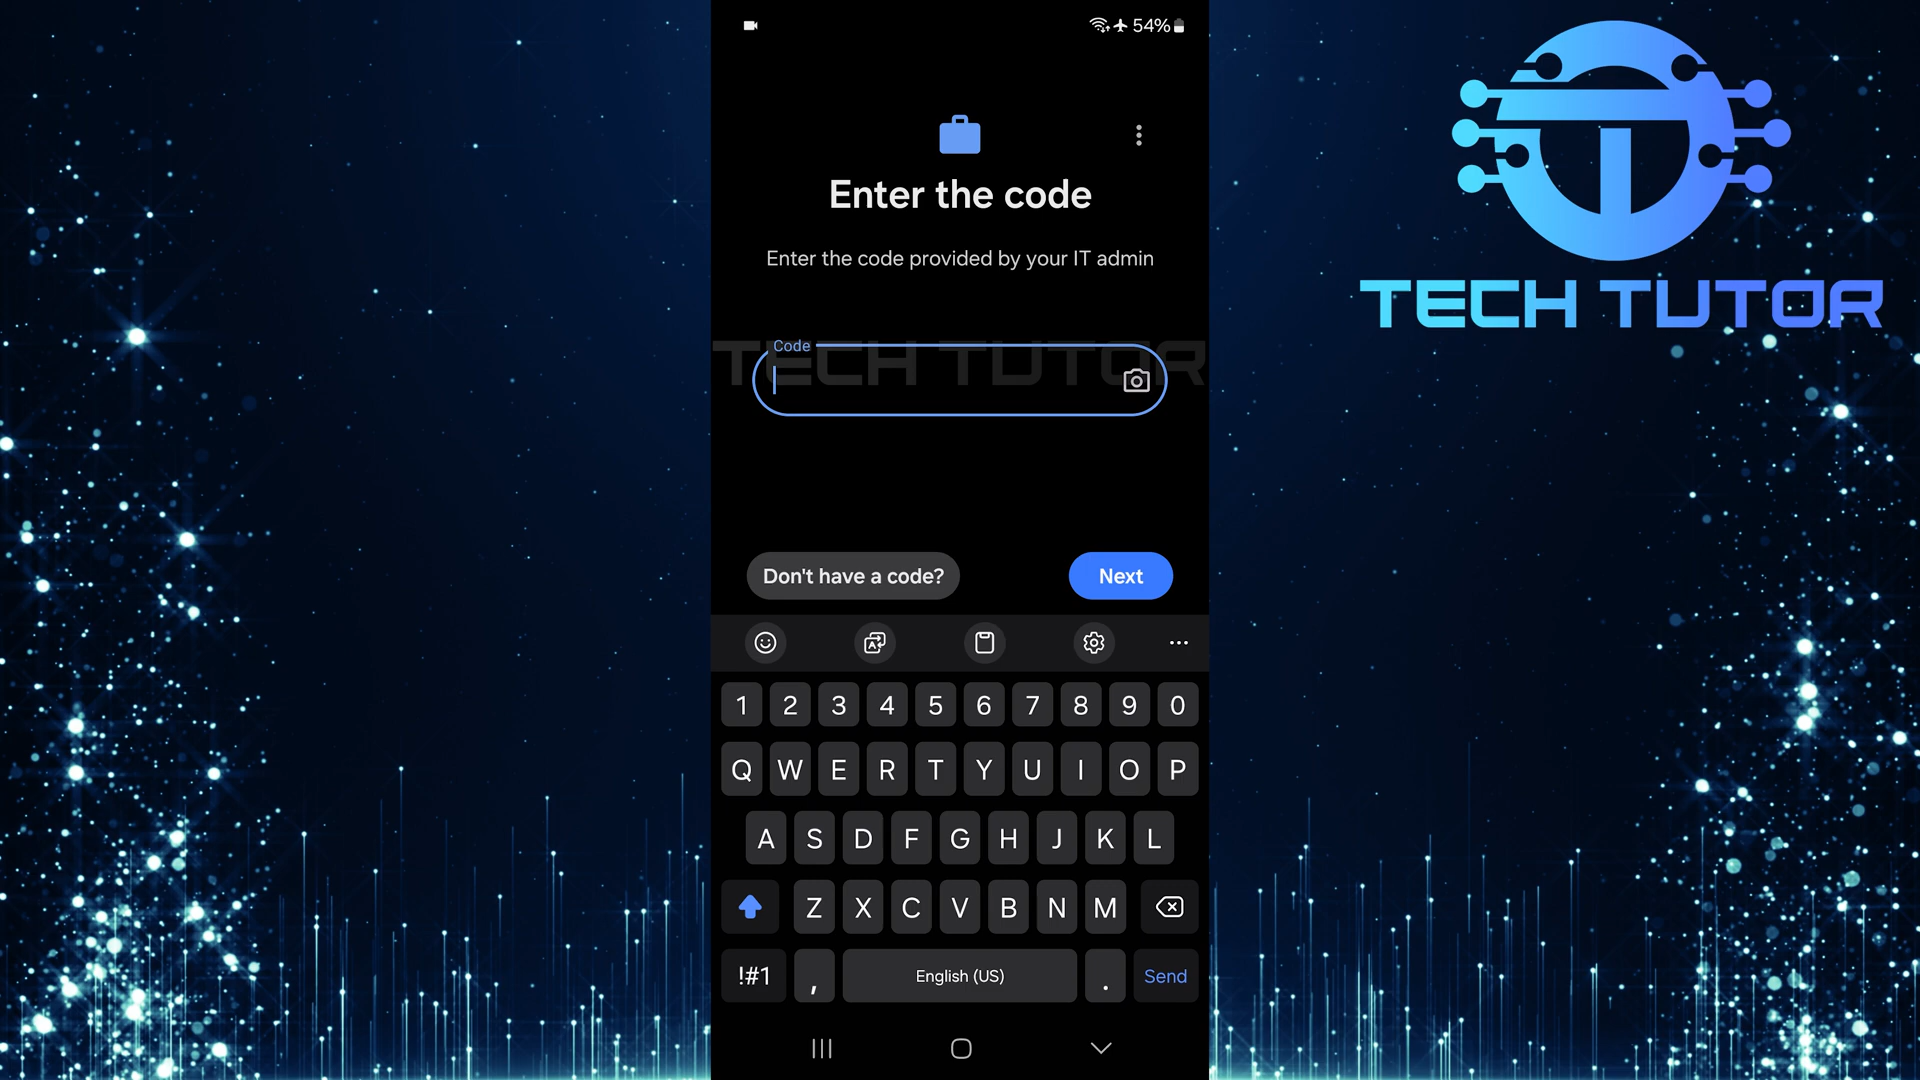 54%
TECH TUTOR
Enter the code
Enter the code provided by your IT admin
Code
TECH TUTOR
Don't have a code?
Next
1 2 3 4 5 6 7 8 9 0
Q W E R T Y U I O P
A S D F G H J K L
Z X C V B N M
!#1 , English (US) . Send